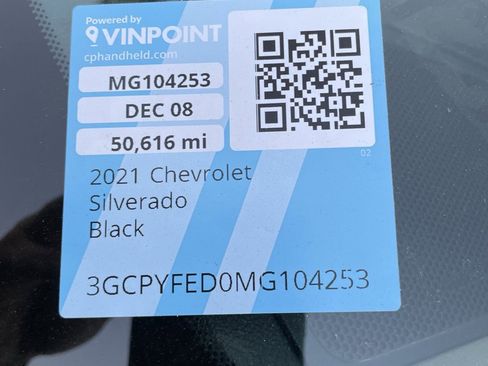 Powered by
VINPOINT
cphandheld.com
MG104253
DEC 08
50,616 mi
02
2021 Chevrolet
Silverado
Black
3GCPYFED0MG104253